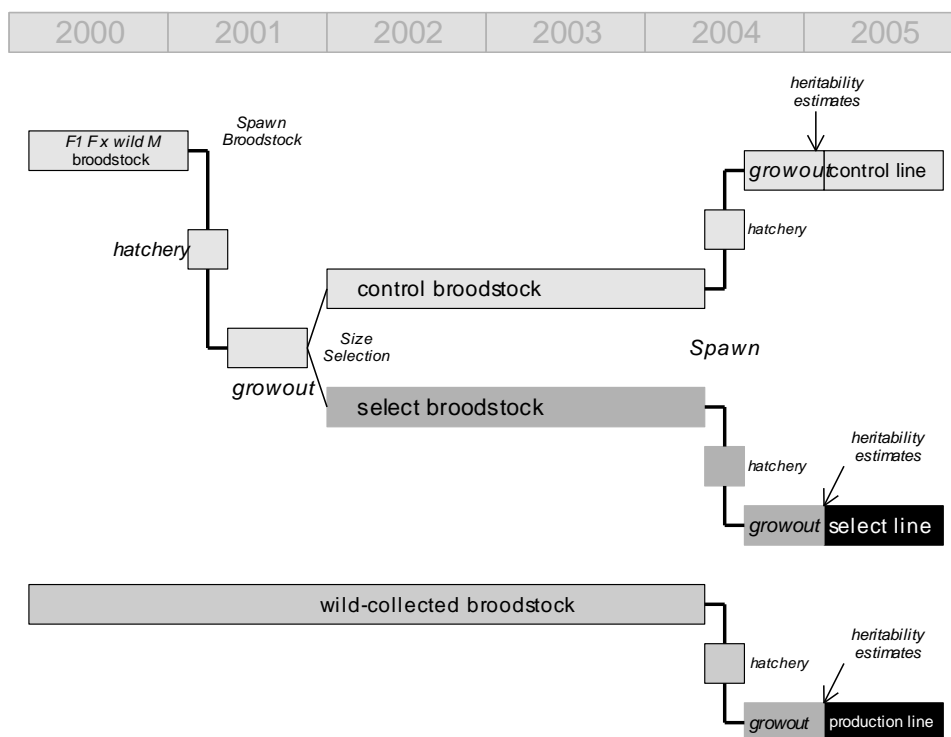 2000 2001 2002 2003 2004 2005
heritability
estimates
Spawn
Broodstock
F1 F x wild M
broodstock
growout control line
hatchery
hatchery
control broodstock
Size
Selection
Spawn
growout
select broodstock
heritability
estimates
hatchery
growout select line
wild-collected broodstock
heritability
estimates
hatchery
growout production line